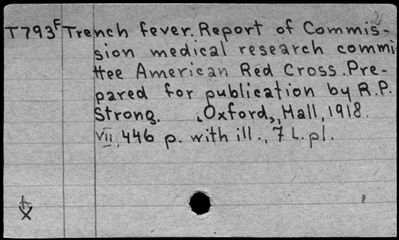 T793F Trench fever. Report of Commis-
sion medical research commi
ttee American Red Cross. Pre-
pared for publication by R.P.
Strong. Oxford, Hall, 1918.
VII, 446 p. with ill., 7 L. pl.